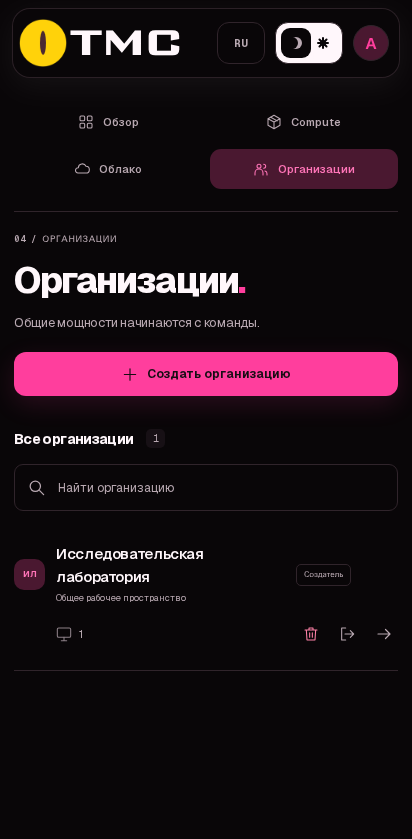 TMC
RU
A
Обзор
Compute
Облако
Организации
04 / ОРГАНИЗАЦИИ
Организации.
Общие мощности начинаются с команды.
Создать организацию
Все организации 1
Найти организацию
ИЛ
Исследовательская
лаборатория
Создатель
Общее рабочее пространство
1